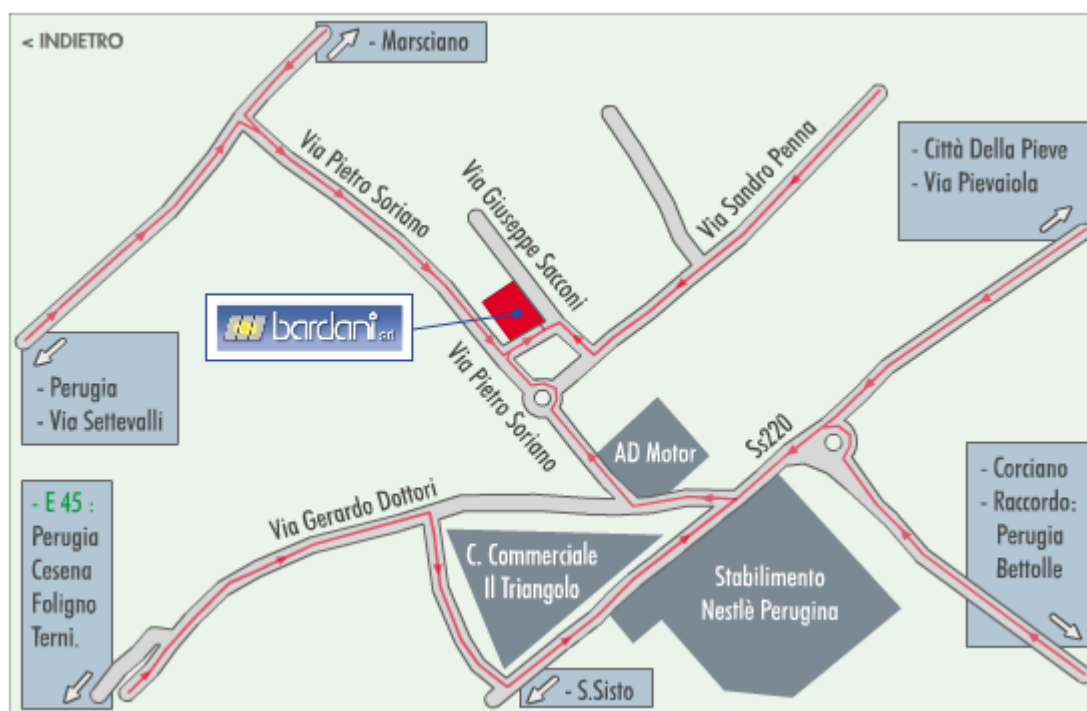 < INDIETRO
- Marsciano
Via Pietro Soriano
Via Giuseppe Sacconi
Via Sandro Penna
- Città Della Pieve
- Via Pievaiola
bardani srl
- Perugia
- Via Settevalli
Via Pietro Soriano
AD Motor
Ss220
- E 45 :
Perugia
Cesena
Foligno
Terni.
Via Gerardo Dottori
C. Commerciale
Il Triangolo
Stabilimento
Nestlè Perugina
- Corciano
- Raccordo:
Perugia
Bettolle
- S.Sisto